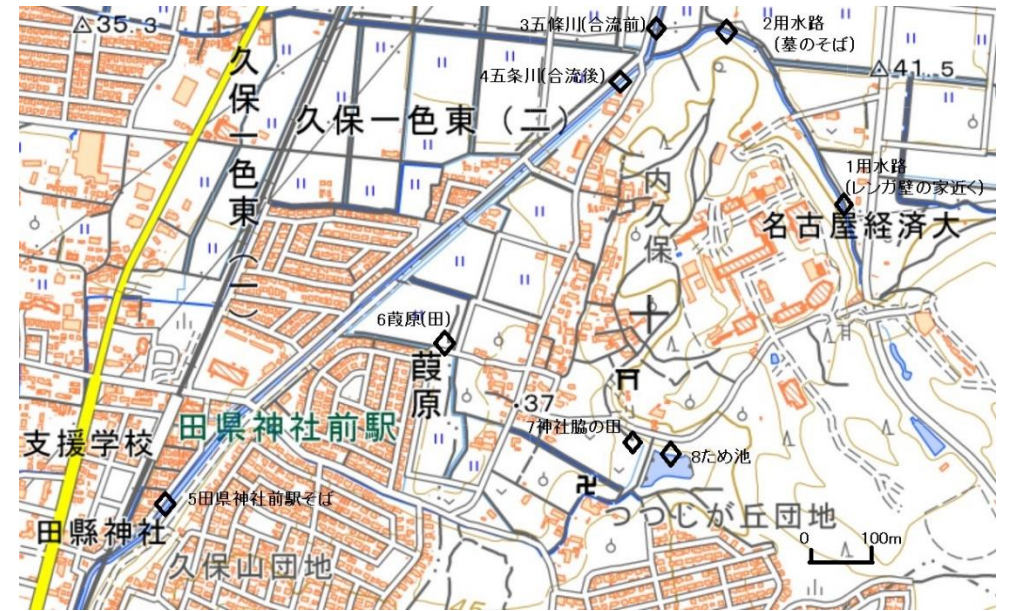 35.3
3五條川(合流前)
2用水路
(墓のそば)
久保一色東(一)
4五条川(合流後)
41.5
久保一色東(二)
1用水路
(レンガ壁の家近く)
内久保
名古屋経済大
6葭原(田)
葭原
田県神社前駅
・37
7神社脇の田
支援学校
8ため池
5田県神社前駅そば
つつじが丘団地
田縣神社
0 100m
久保山団地
45